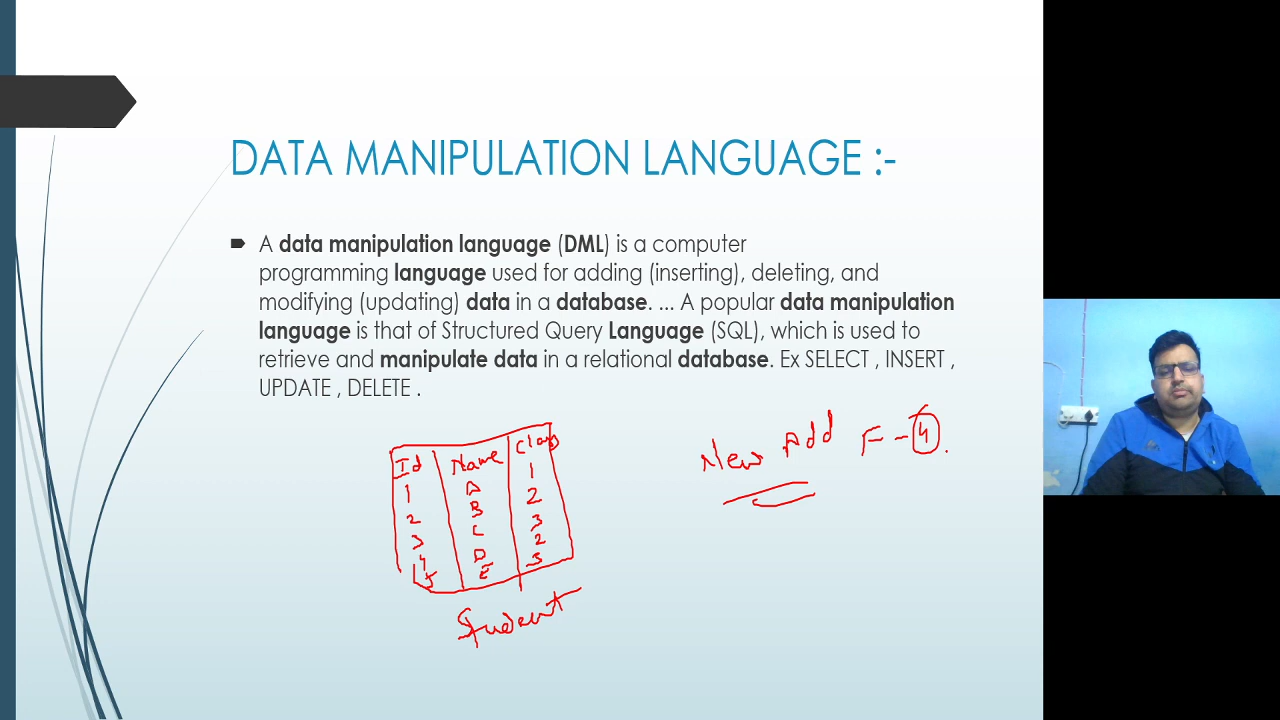 DATA MANIPULATION LANGUAGE :-
A data manipulation language (DML) is a computer
programming language used for adding (inserting), deleting, and
modifying (updating) data in a database. ... A popular data manipulation
language is that of Structured Query Language (SQL), which is used to
retrieve and manipulate data in a relational database. Ex SELECT , INSERT ,
UPDATE , DELETE .
New Add F - 4 .
Id Name Class
1 A 1
2 B 2
3 C 3
4 D 2
5 E 5
Student